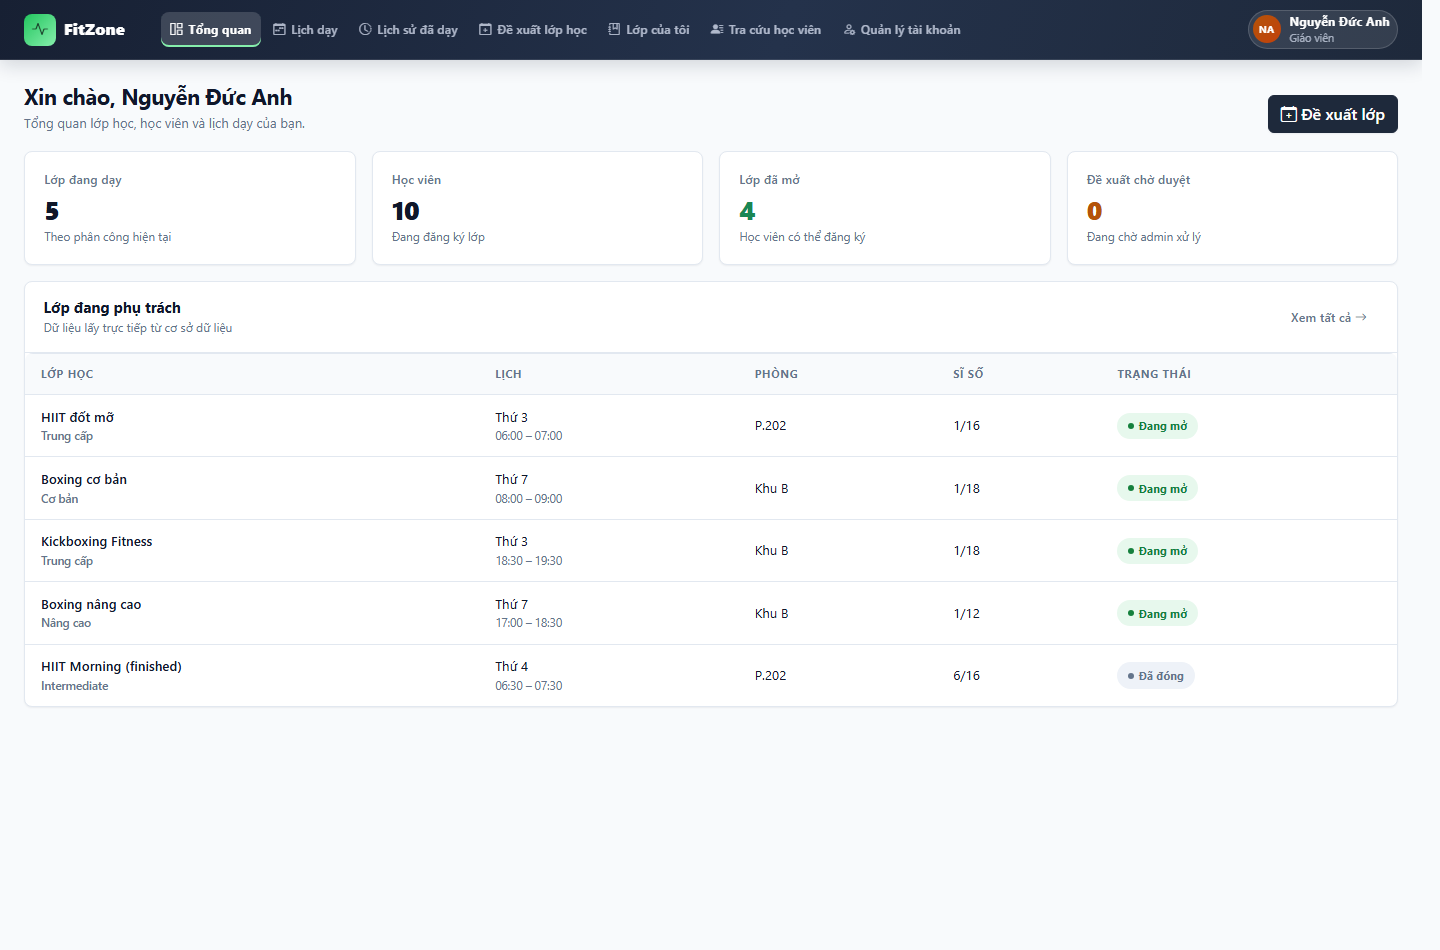 FitZone
Tổng quan
Lịch dạy
Lịch sử đã dạy
Đề xuất lớp học
Lớp của tôi
Tra cứu học viên
Quản lý tài khoản
NA
Nguyễn Đức Anh
Giáo viên
Xin chào, Nguyễn Đức Anh
Tổng quan lớp học, học viên và lịch dạy của bạn.
Đề xuất lớp
Lớp đang dạy
5
Theo phân công hiện tại
Học viên
10
Đang đăng ký lớp
Lớp đã mở
4
Học viên có thể đăng ký
Đề xuất chờ duyệt
0
Đang chờ admin xử lý
Lớp đang phụ trách
Dữ liệu lấy trực tiếp từ cơ sở dữ liệu
Xem tất cả →
LỚP HỌC LỊCH PHÒNG SĨ SỐ TRẠNG THÁI
HIIT đốt mỡ Thứ 3 P.202 1/16 Đang mở
Trung cấp 06:00 – 07:00
Boxing cơ bản Thứ 7 Khu B 1/18 Đang mở
Cơ bản 08:00 – 09:00
Kickboxing Fitness Thứ 3 Khu B 1/18 Đang mở
Trung cấp 18:30 – 19:30
Boxing nâng cao Thứ 7 Khu B 1/12 Đang mở
Nâng cao 17:00 – 18:30
HIIT Morning (finished) Thứ 4 P.202 6/16 Đã đóng
Intermediate 06:30 – 07:30